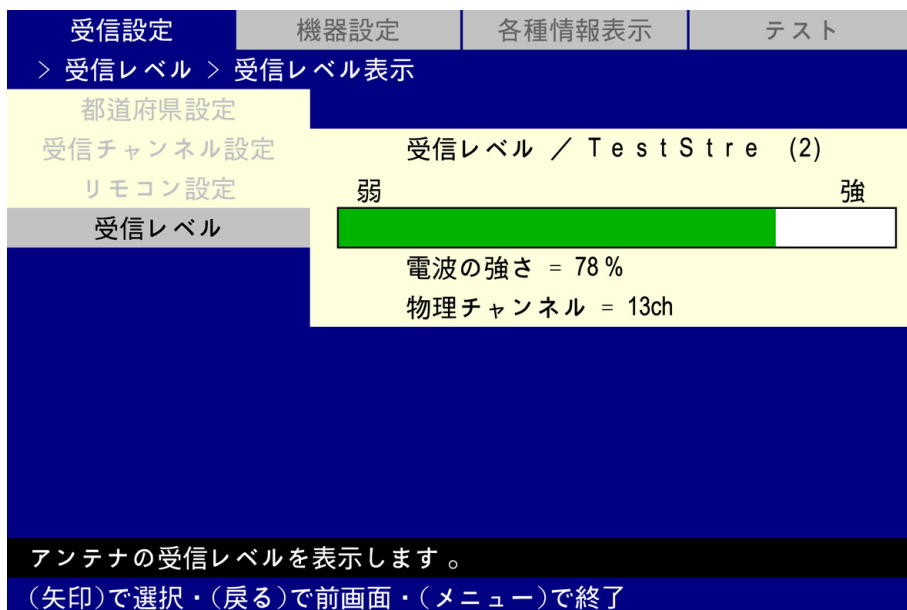 受信設定 機器設定 各種情報表示 テスト
＞ 受信レベル ＞ 受信レベル表示
都道府県設定
受信チャンネル設定
リモコン設定
受信レベル
受信レベル ／ TestStre (2)
弱 強
電波の強さ = 78%
物理チャンネル = 13ch
アンテナの受信レベルを表示します。
(矢印)で選択・(戻る)で前画面・(メニュー)で終了